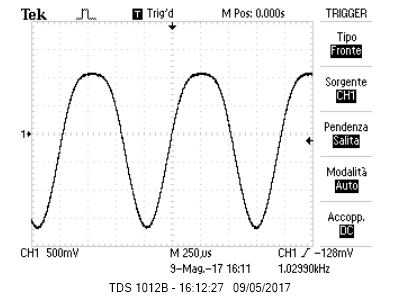 Tek T Trig'd M Pos: 0.000s TRIGGER
Tipo
Fronte
Sorgente
CH1
Pendenza
Salita
Modalità
Auto
Accopp.
DC
1
CH1 500mV M 250µs CH1 -128mV
9-Mag.-17 16:11 1.02990kHz
TDS 1012B - 16:12:27 09/05/2017